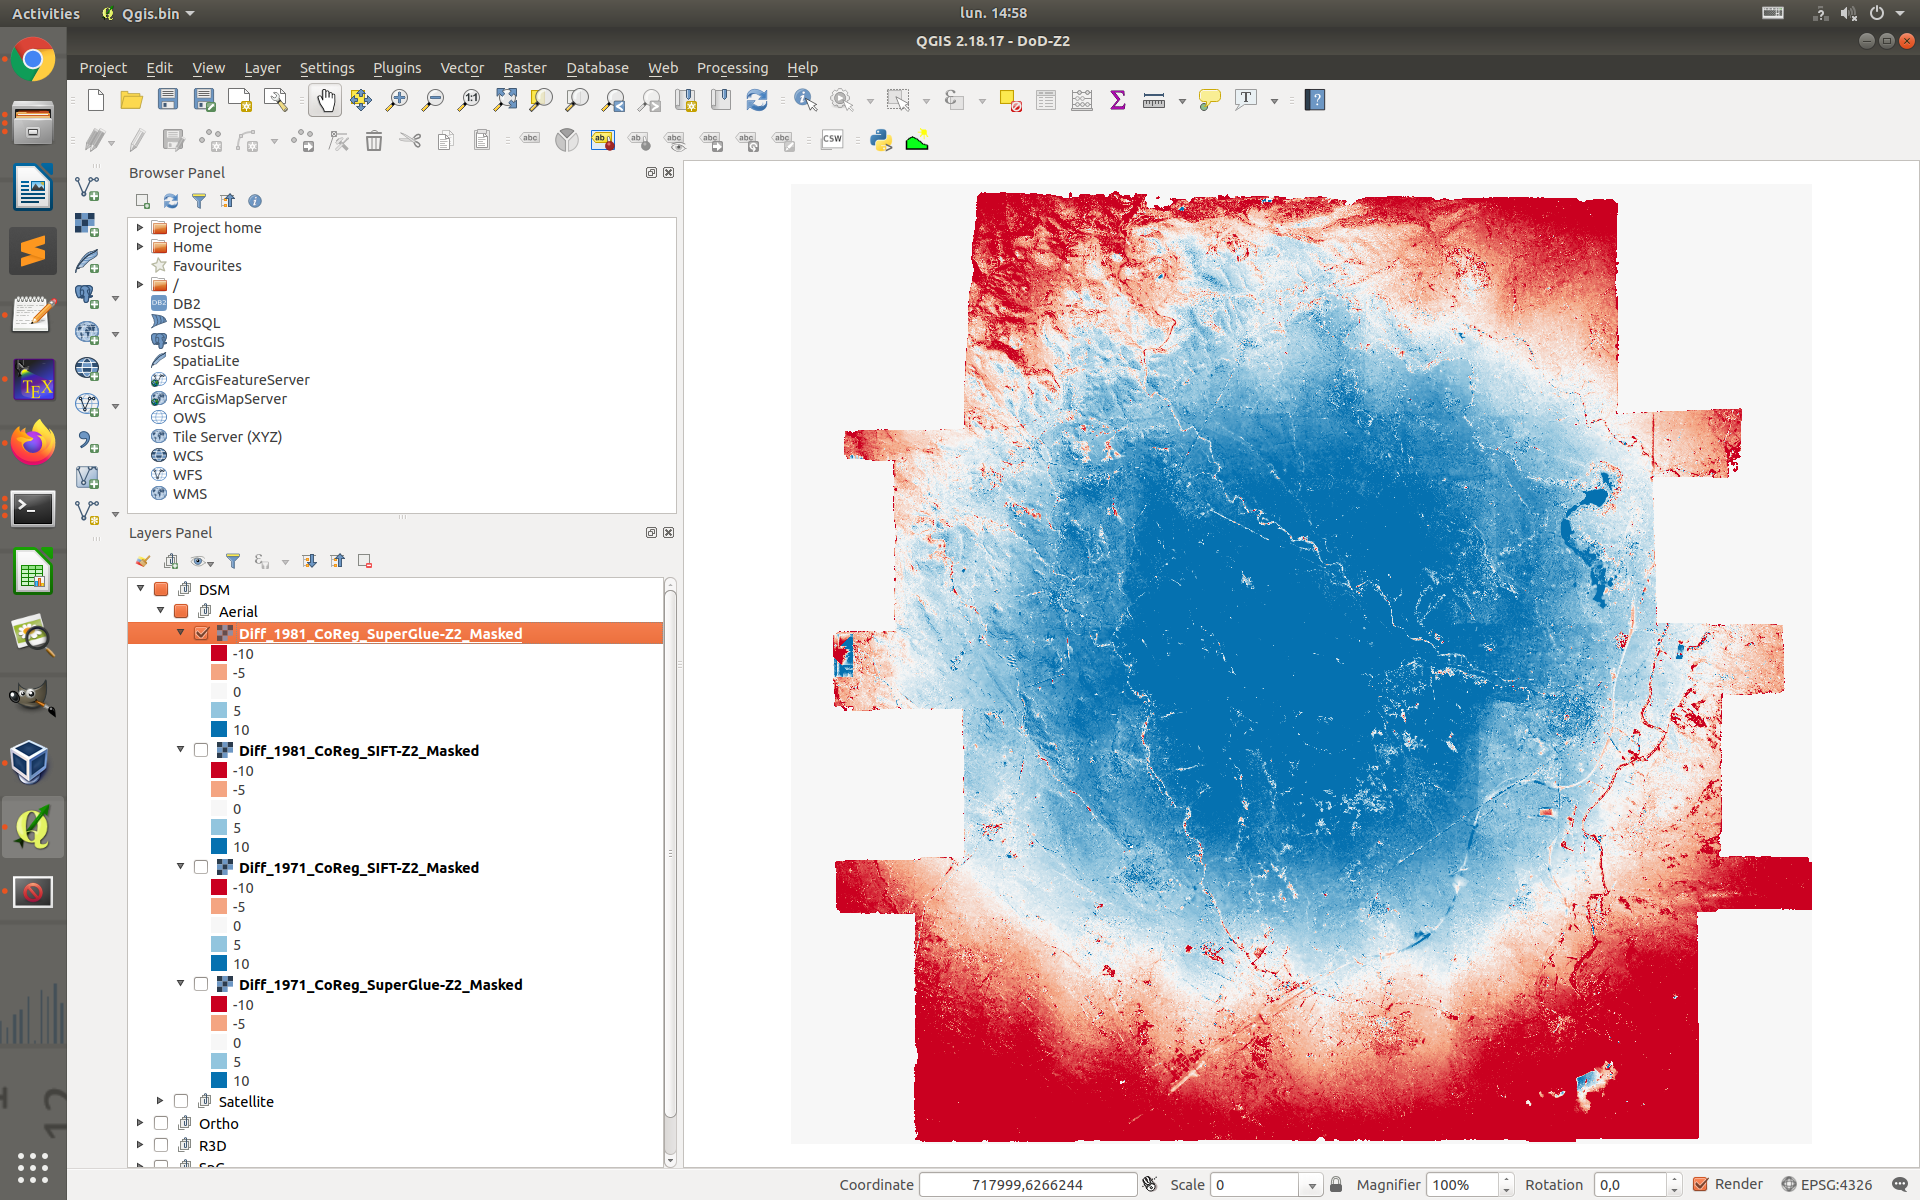 Activities Qgis.bin lun. 14:58
QGIS 2.18.17 - DoD-Z2
Project Edit View Layer Settings Plugins Vector Raster Database Web Processing Help
Browser Panel
Project home
Home
Favourites
/
DB2
MSSQL
PostGIS
SpatiaLite
ArcGisFeatureServer
ArcGisMapServer
OWS
Tile Server (XYZ)
WCS
WFS
WMS
Layers Panel
DSM
Aerial
Diff_1981_CoReg_SuperGlue-Z2_Masked
-10
-5
0
5
10
Diff_1981_CoReg_SIFT-Z2_Masked
-10
-5
0
5
10
Diff_1971_CoReg_SIFT-Z2_Masked
-10
-5
0
5
10
Diff_1971_CoReg_SuperGlue-Z2_Masked
-10
-5
0
5
10
Satellite
Ortho
R3D
Coordinate 717999,6266244 Scale 0 Magnifier 100% Rotation 0,0 Render EPSG:4326